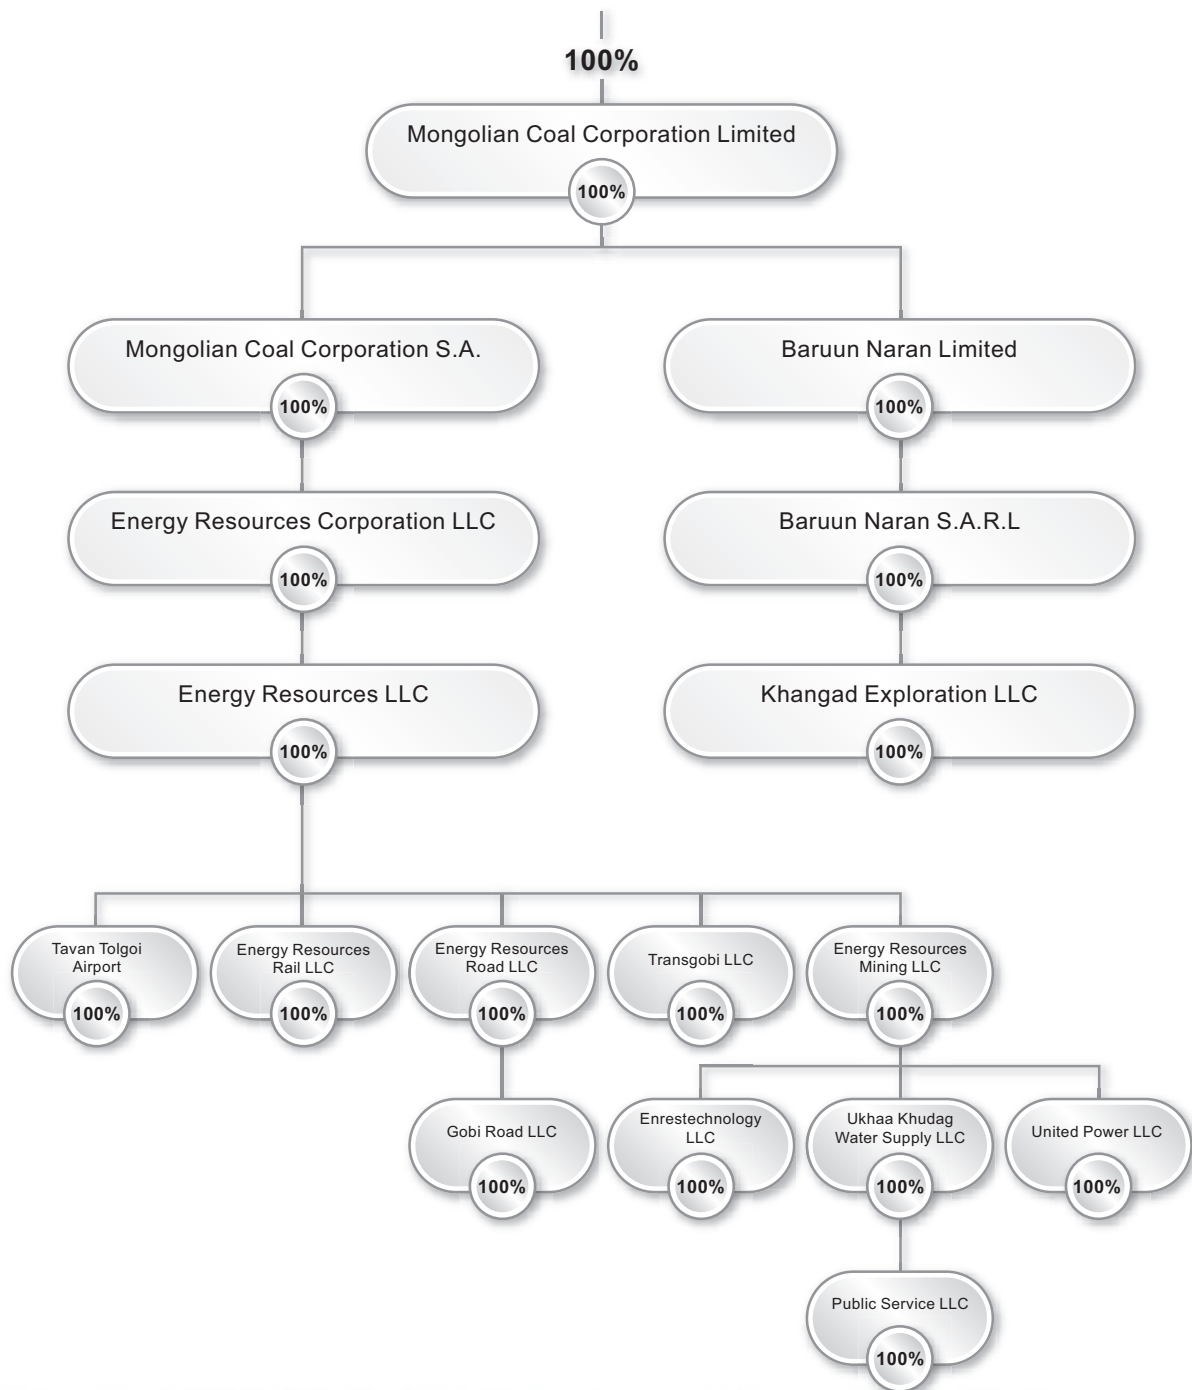 100%
Mongolian Coal Corporation Limited
100%
Mongolian Coal Corporation S.A.
100%
Baruun Naran Limited
100%
Energy Resources Corporation LLC
100%
Baruun Naran S.A.R.L
100%
Energy Resources LLC
100%
Khangad Exploration LLC
100%
Tavan Tolgoi
Airport
100%
Energy Resources
Rail LLC
100%
Energy Resources
Road LLC
100%
Transgobi LLC
100%
Energy Resources
Mining LLC
100%
Gobi Road LLC
100%
Enrestechnology
LLC
100%
Ukhaa Khudag
Water Supply LLC
100%
United Power LLC
100%
Public Service LLC
100%